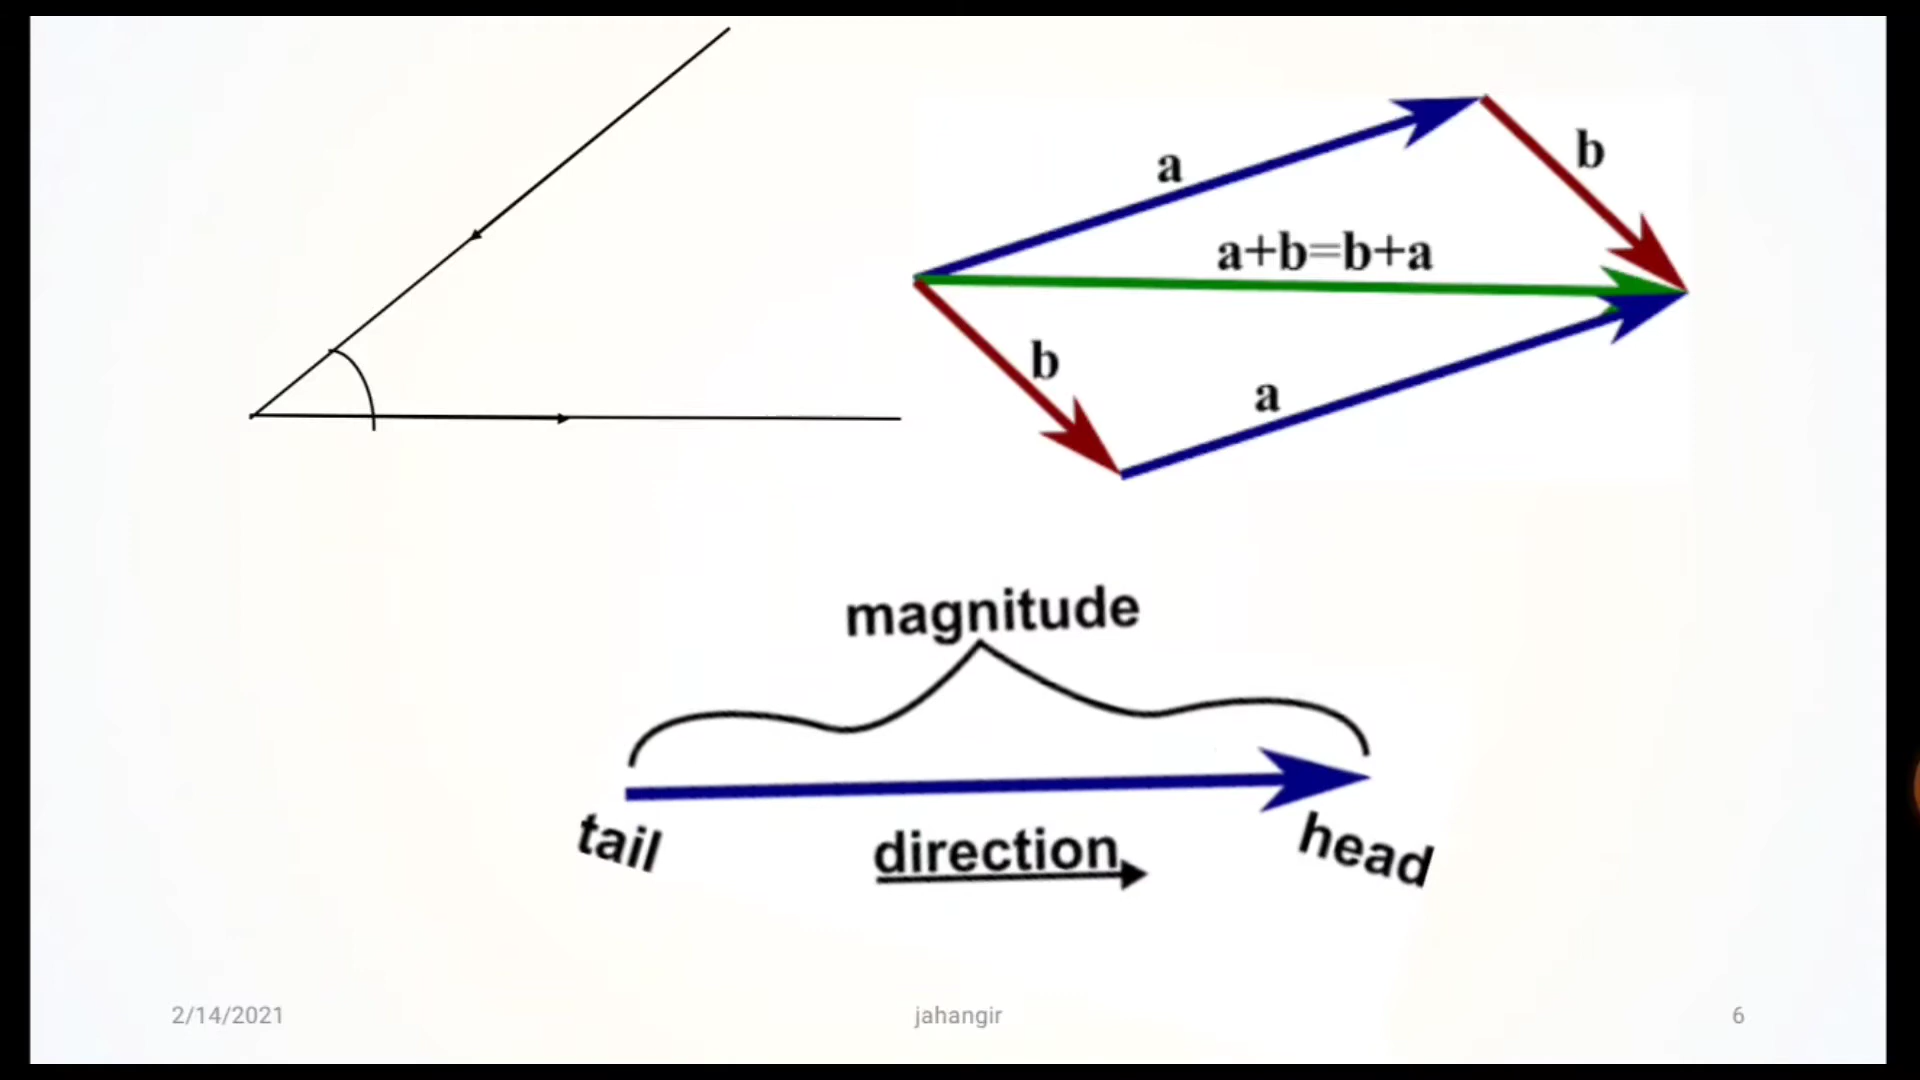 a
b
a+b=b+a
b
a
magnitude
tail
direction
head
2/14/2021
jahangir
6